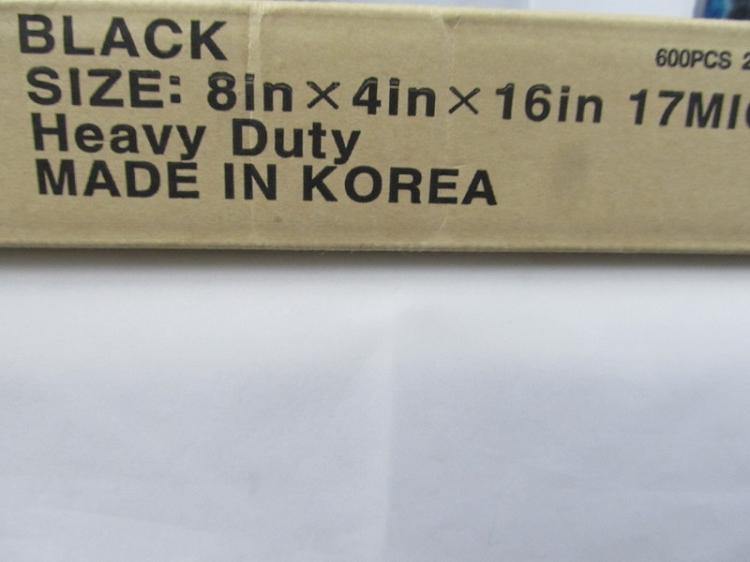 BLACK
600PCS
SIZE: 8in×4in×16in
Heavy Duty
MADE IN KOREA